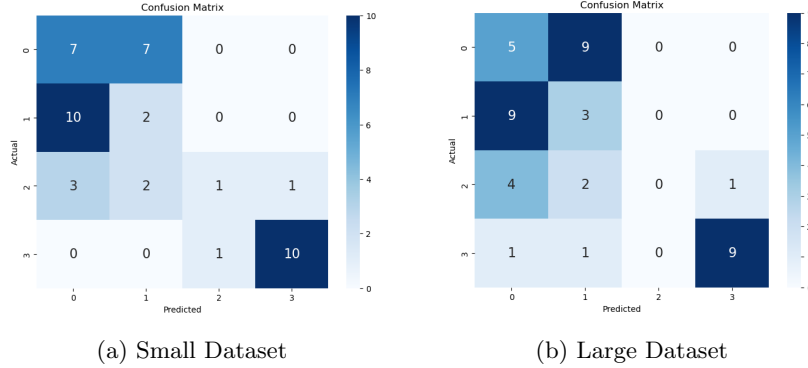 Confusion Matrix
0 7 7 0 0
1 10 2 0 0
2 3 2 1 1
3 0 0 1 10
0 1 2 3
Predicted
Actual
10
8
6
4
2
0
(a) Small Dataset
Confusion Matrix
0 5 9 0 0
1 9 3 0 0
2 4 2 0 1
3 1 1 0 9
0 1 2 3
Predicted
Actual
(b) Large Dataset